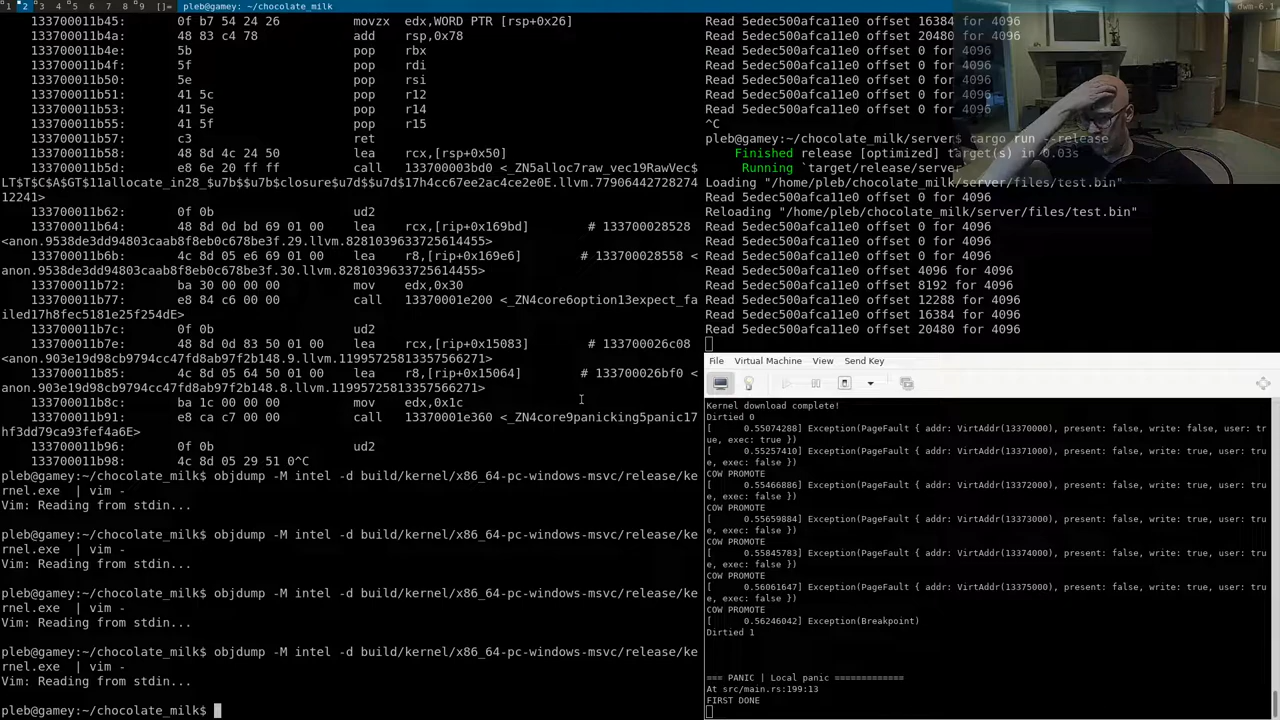 1 2 3 4 5 6 7 8 9 []= pleb@gamey: ~/chocolate_milk dwm-6.1
133700011b45: 0f b7 54 24 26 movzx edx,WORD PTR [rsp+0x26]
133700011b4a: 48 83 c4 78 add rsp,0x78
133700011b4e: 5b pop rbx
133700011b4f: 5f pop rdi
133700011b50: 5e pop rsi
133700011b51: 41 5c pop r12
133700011b53: 41 5e pop r14
133700011b55: 41 5f pop r15
133700011b57: c3 ret
133700011b58: 48 8d 4c 24 50 lea rcx,[rsp+0x50]
133700011b5d: e8 6e 20 ff ff call 133700003bd0 <_ZN5alloc7raw_vec19RawVec$
LT$T$C$A$GT$11allocate_in28_$u7b$$u7b$closure$u7d$$u7d$17h4cc67ee2ac4ce2e0E.llvm.77906442728274
12241>
133700011b62: 0f 0b ud2
133700011b64: 48 8d 0d bd 69 01 00 lea rcx,[rip+0x169bd] # 133700028528
<anon.9538de3dd94803caab8f8eb0c678be3f.29.llvm.8281039633725614455>
133700011b6b: 4c 8d 05 e6 69 01 00 lea r8,[rip+0x169e6] # 133700028558 <
anon.9538de3dd94803caab8f8eb0c678be3f.30.llvm.8281039633725614455>
133700011b72: ba 30 00 00 00 mov edx,0x30
133700011b77: e8 84 c6 00 00 call 13370001e200 <_ZN4core6option13expect_fa
iled17h8fec5181e25f254dE>
133700011b7c: 0f 0b ud2
133700011b7e: 48 8d 0d 83 50 01 00 lea rcx,[rip+0x15083] # 133700026c08
<anon.903e19d98cb9794cc47fd8ab97f2b148.9.llvm.11995725813357566271>
133700011b85: 4c 8d 05 64 50 01 00 lea r8,[rip+0x15064] # 133700026bf0 <
anon.903e19d98cb9794cc47fd8ab97f2b148.8.llvm.11995725813357566271>
133700011b8c: ba 1c 00 00 00 mov edx,0x1c
133700011b91: e8 ca c7 00 00 call 13370001e360 <_ZN4core9panicking5panic17
hf3dd79ca93fef4a6E>
133700011b96: 0f 0b ud2
133700011b98: 4c 8d 05 29 51 0^C
pleb@gamey:~/chocolate_milk$ objdump -M intel -d build/kernel/x86_64-pc-windows-msvc/release/ke
rnel.exe | vim -
Vim: Reading from stdin...
pleb@gamey:~/chocolate_milk$ objdump -M intel -d build/kernel/x86_64-pc-windows-msvc/release/ke
rnel.exe | vim -
Vim: Reading from stdin...
pleb@gamey:~/chocolate_milk$ objdump -M intel -d build/kernel/x86_64-pc-windows-msvc/release/ke
rnel.exe | vim -
Vim: Reading from stdin...
pleb@gamey:~/chocolate_milk$ objdump -M intel -d build/kernel/x86_64-pc-windows-msvc/release/ke
rnel.exe | vim -
Vim: Reading from stdin...
pleb@gamey:~/chocolate_milk$
Read 5edec500afca11e0 offset 16384 for 4096
Read 5edec500afca11e0 offset 20480 for 4096
Read 5edec500afca11e0 offset 0 for 4096
Read 5edec500afca11e0 offset 0 for 4096
Read 5edec500afca11e0 offset 0 for 4096
Read 5edec500afca11e0 offset 0 for 4096
Read 5edec500afca11e0 offset 0 for 4096
^C
pleb@gamey:~/chocolate_milk/server$ cargo run --release
Finished release [optimized] target(s) in 0.03s
Running `target/release/server`
Loading "/home/pleb/chocolate_milk/server/files/test.bin"
Read 5edec500afca11e0 offset 0 for 4096
Reloading "/home/pleb/chocolate_milk/server/files/test.bin"
Read 5edec500afca11e0 offset 0 for 4096
Read 5edec500afca11e0 offset 0 for 4096
Read 5edec500afca11e0 offset 0 for 4096
Read 5edec500afca11e0 offset 4096 for 4096
Read 5edec500afca11e0 offset 8192 for 4096
Read 5edec500afca11e0 offset 12288 for 4096
Read 5edec500afca11e0 offset 16384 for 4096
Read 5edec500afca11e0 offset 20480 for 4096
File Virtual Machine View Send Key
Kernel download complete!
Dirtied 0
[ 0.55074288] Exception(PageFault { addr: VirtAddr(13370000), present: false, write: false, user: tr
ue, exec: true })
[ 0.55257410] Exception(PageFault { addr: VirtAddr(13371000), present: false, write: true, user: tru
e, exec: false })
COW PROMOTE
[ 0.55466886] Exception(PageFault { addr: VirtAddr(13372000), present: false, write: true, user: tru
e, exec: false })
COW PROMOTE
[ 0.55659884] Exception(PageFault { addr: VirtAddr(13373000), present: false, write: true, user: tru
e, exec: false })
COW PROMOTE
[ 0.55845783] Exception(PageFault { addr: VirtAddr(13374000), present: false, write: true, user: tru
e, exec: false })
COW PROMOTE
[ 0.56061647] Exception(PageFault { addr: VirtAddr(13375000), present: false, write: true, user: tru
e, exec: false })
COW PROMOTE
[ 0.56246042] Exception(Breakpoint)
Dirtied 1
=== PANIC | Local panic =============
At src/main.rs:199:13
FIRST DONE